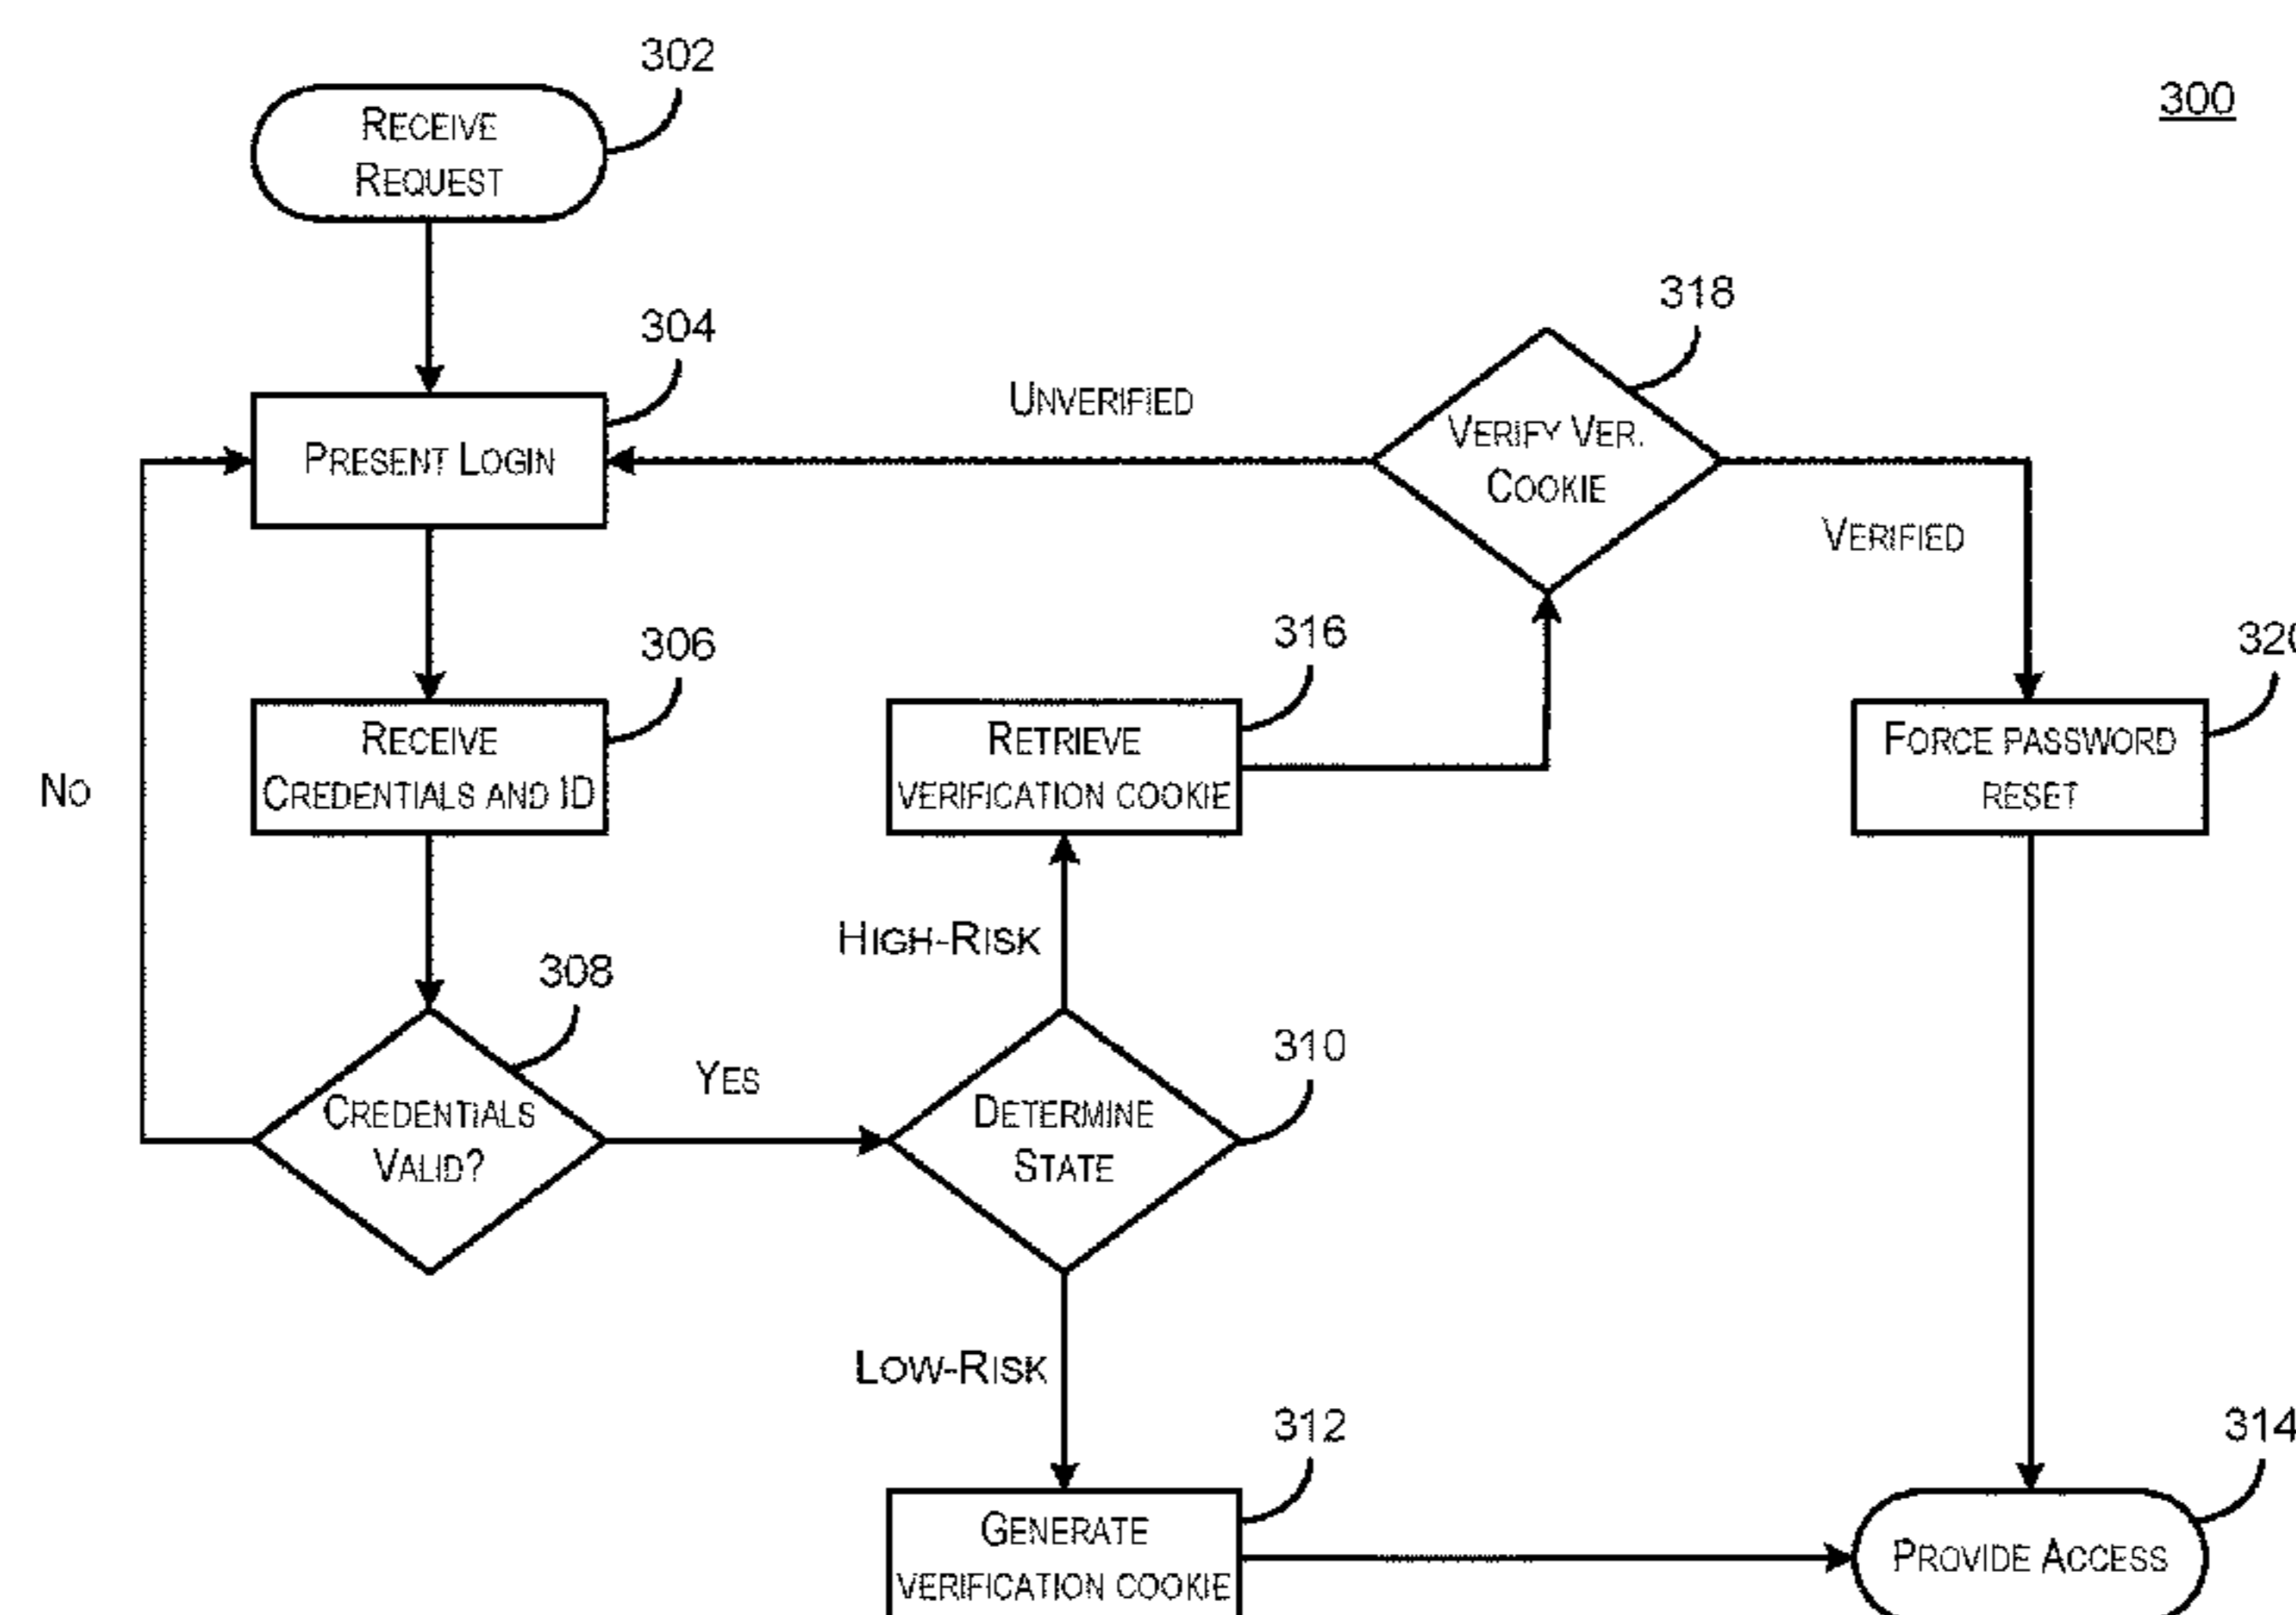 302
300
RECEIVE
REQUEST
318
304
UNVERIFIED
VERIFY VER.
COOKIE
PRESENT LOGIN
VERIFIED
316
320
306
RECEIVE
CREDENTIALS AND ID
RETRIEVE
VERIFICATION COOKIE
FORCE PASSWORD
RESET
NO
HIGH-RISK
308
310
YES
CREDENTIALS
VALID?
DETERMINE
STATE
LOW-RISK
312
314
GENERATE
VERIFICATION COOKIE
PROVIDE ACCESS